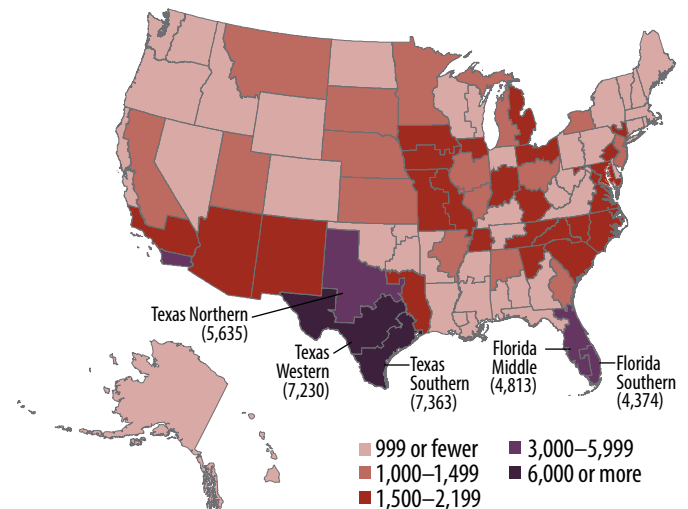 Texas Northern
(5,635)
Texas
Western
(7,230)
Texas
Southern
(7,363)
Florida
Middle
(4,813)
Florida
Southern
(4,374)
999 or fewer
1,000–1,499
1,500–2,199
3,000–5,999
6,000 or more